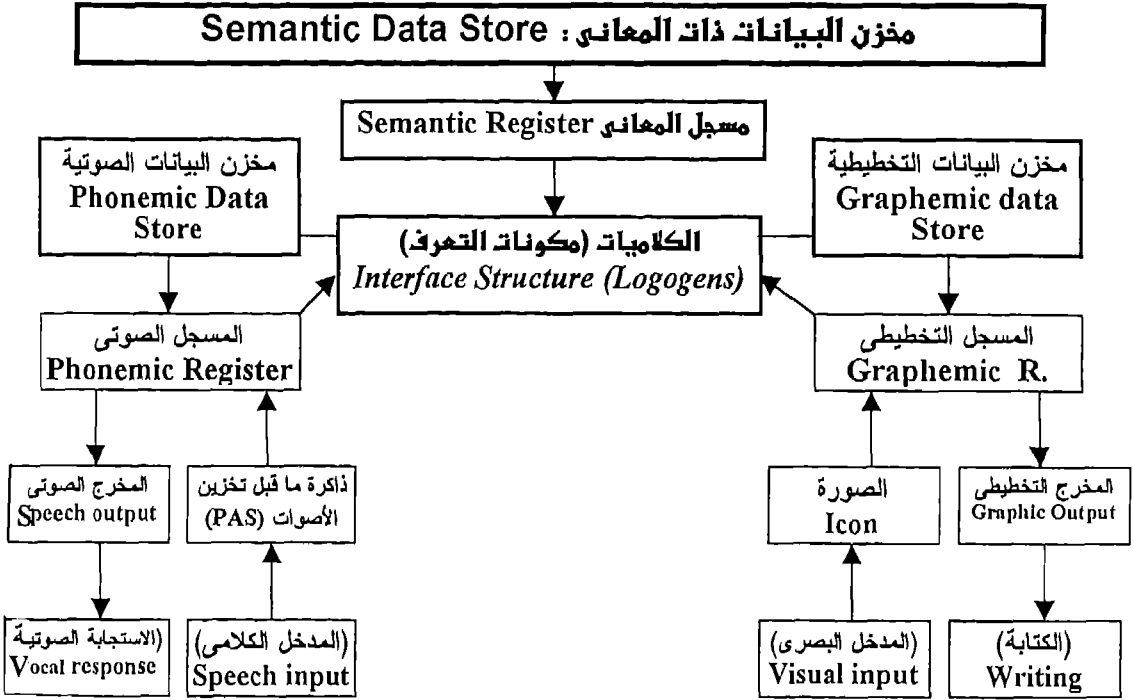 مخزن البيانات ذات المعانى : Semantic Data Store
مسجل المعانى Semantic Register
مخزن البيانات الصوتية
Phonemic Data
Store
مخزن البيانات التخطيطية
Graphemic data
Store
الكلاميات (مكونات التعرف)
Interface Structure (Logogens)
المسجل الصوتى
Phonemic Register
المسجل التخطيطى
Graphemic R.
المخرج الصوتى
Speech output
ذاكرة ما قبل تخزين
الأصوات (PAS)
الصورة
Icon
المخرج التخطيطى
Graphic Output
(الاستجابة الصوتية
Vocal response
(المدخل الكلامى)
Speech input
(المدخل البصرى)
Visual input
(الكتابة)
Writing